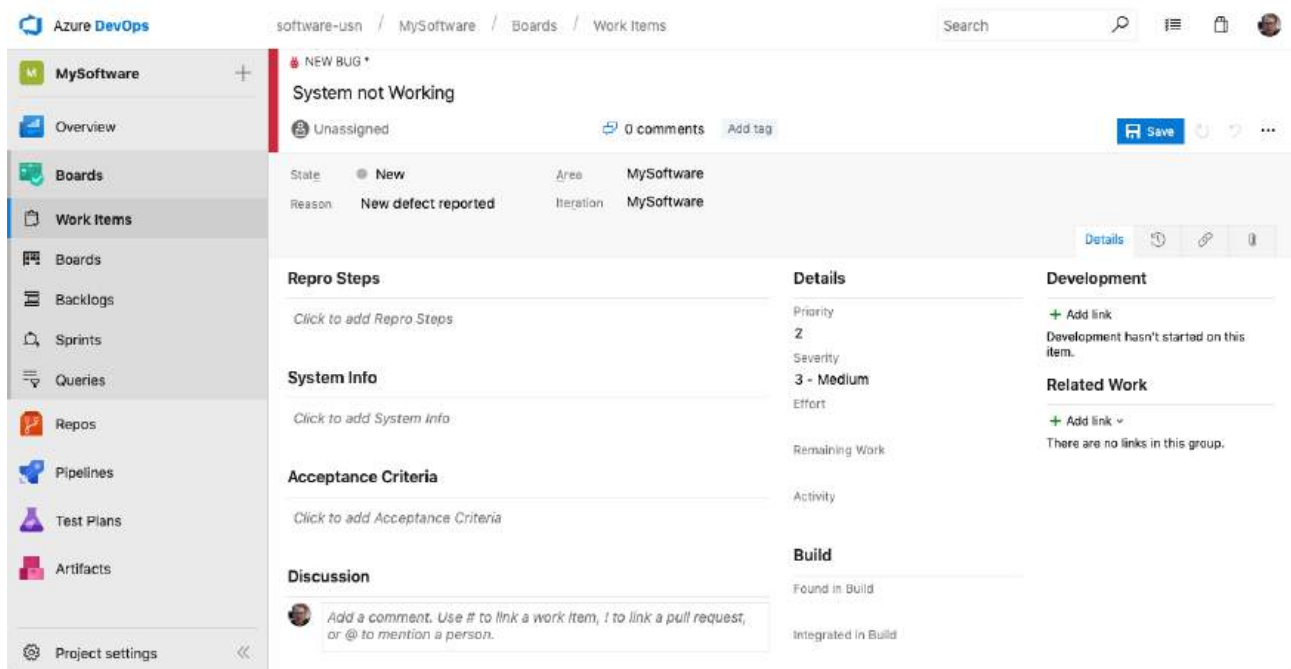 Azure DevOps
software-usn / MySoftware / Boards / Work Items
Search
M MySoftware
Overview
Boards
Work Items
Boards
Backlogs
Sprints
Queries
Repos
Pipelines
Test Plans
Artifacts
Project settings
NEW BUG *
System not Working
Unassigned
0 comments
Add tag
Save
State New
Area MySoftware
Reason New defect reported
Iteration MySoftware
Details
Repro Steps
Click to add Repro Steps
System Info
Click to add System Info
Acceptance Criteria
Click to add Acceptance Criteria
Discussion
Add a comment. Use # to link a work item, ! to link a pull request,
or @ to mention a person.
Details
Priority
2
Severity
3 - Medium
Effort
Remaining Work
Activity
Build
Found in Build
Integrated in Build
Development
+ Add link
Development hasn't started on this
item.
Related Work
+ Add link
There are no links in this group.